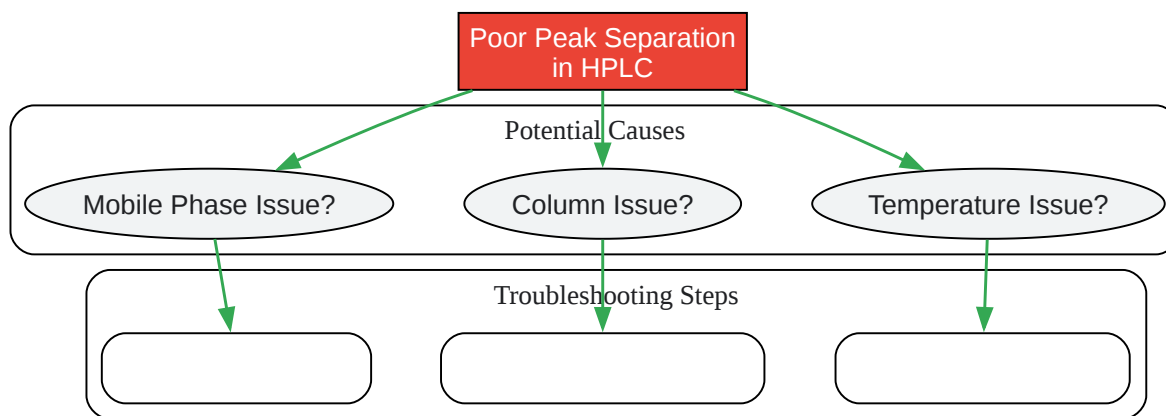 Poor Peak Separation
in HPLC
Potential Causes
Mobile Phase Issue?
Column Issue?
Temperature Issue?
Troubleshooting Steps